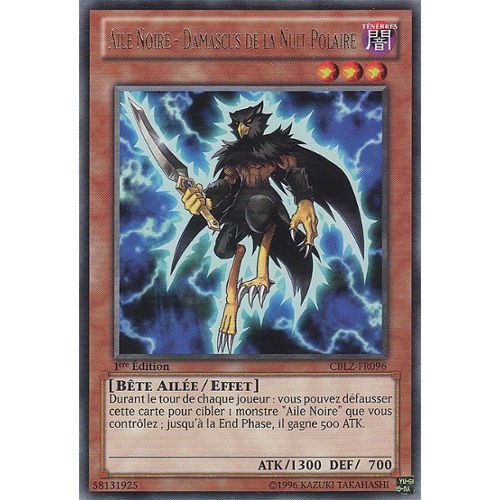 Aile Noire - Damascus de la Nuit Polaire
TÉNÈBRES
闇
1ère Edition
CBLZ-FR096
[Bête Ailée / Effet]
Durant le tour de chaque joueur : vous pouvez défausser
cette carte pour cibler 1 monstre "Aile Noire" que vous
contrôlez ; jusqu'à la End Phase, il gagne 500 ATK.
ATK/1300 DEF/ 700
58131925
©1996 KAZUKI TAKAHASHI